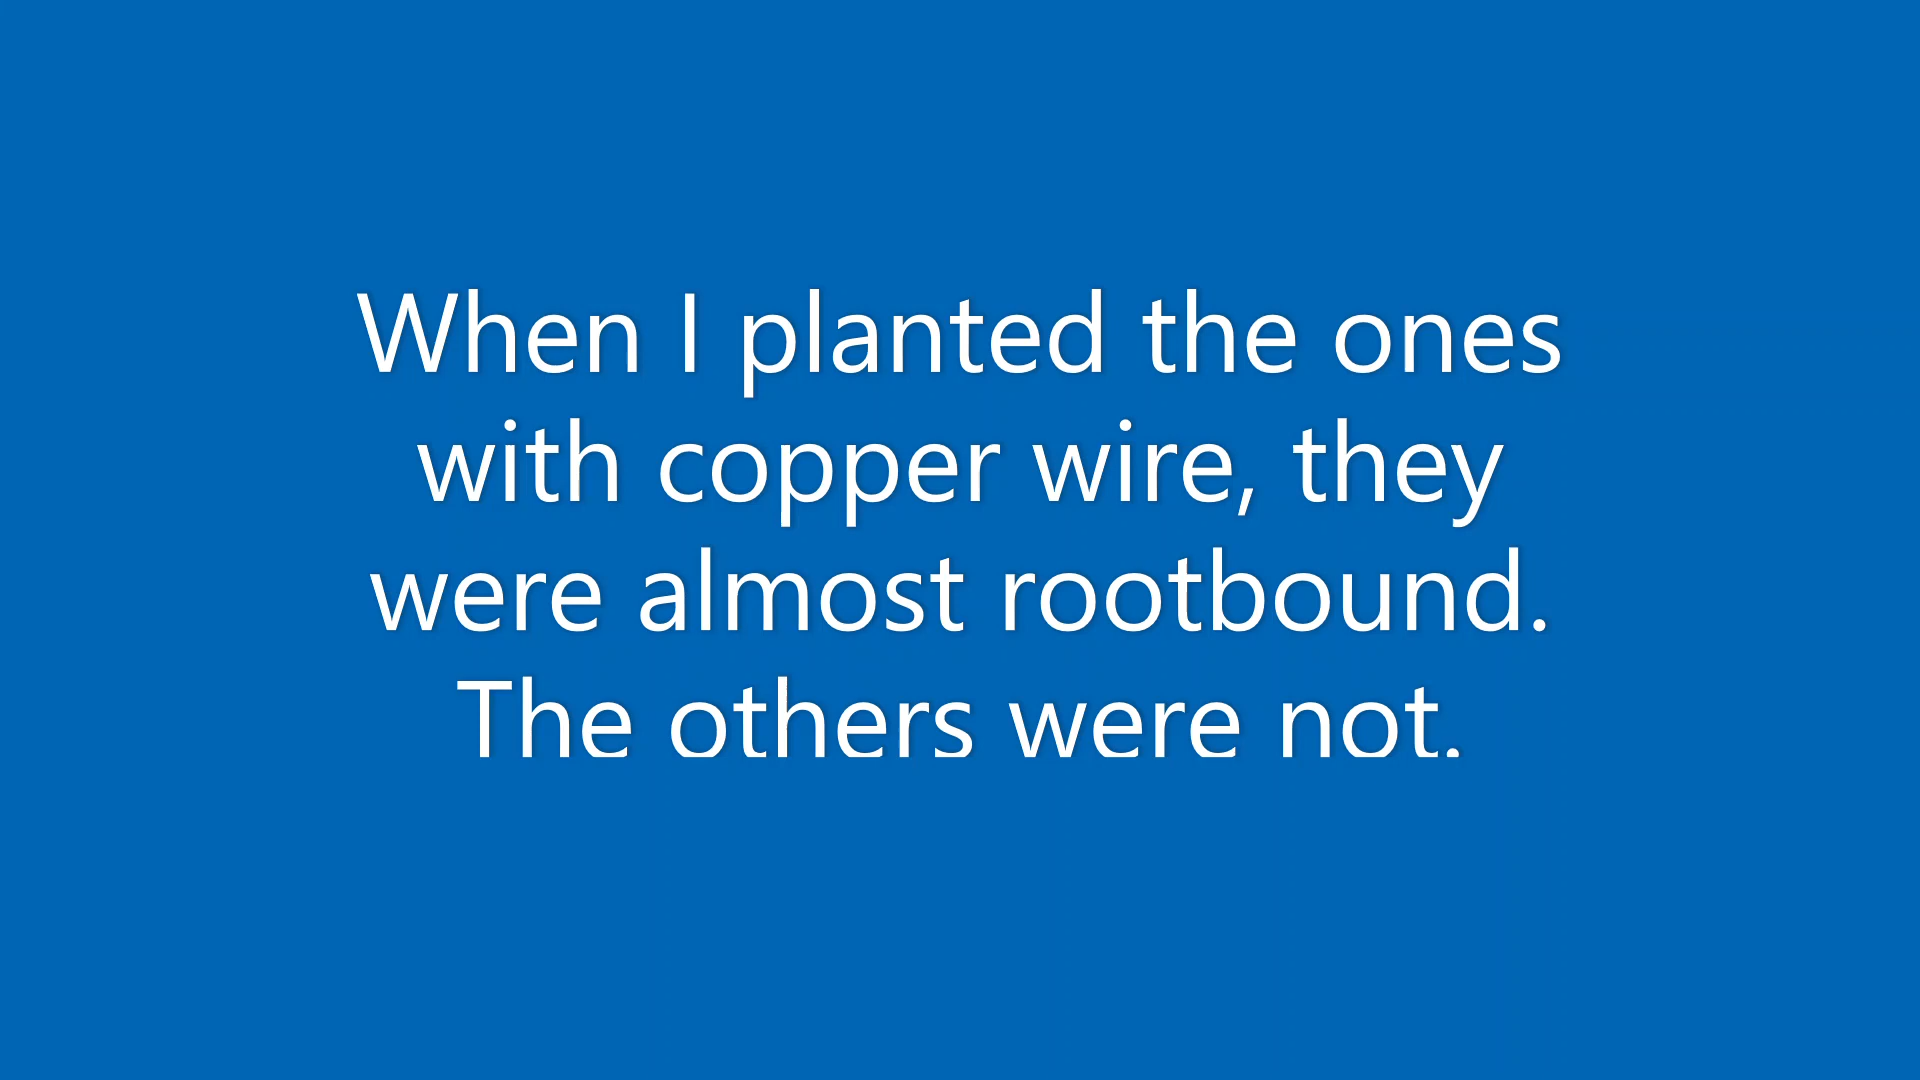 When I planted the ones
with copper wire, they
were almost rootbound.
The others were not.